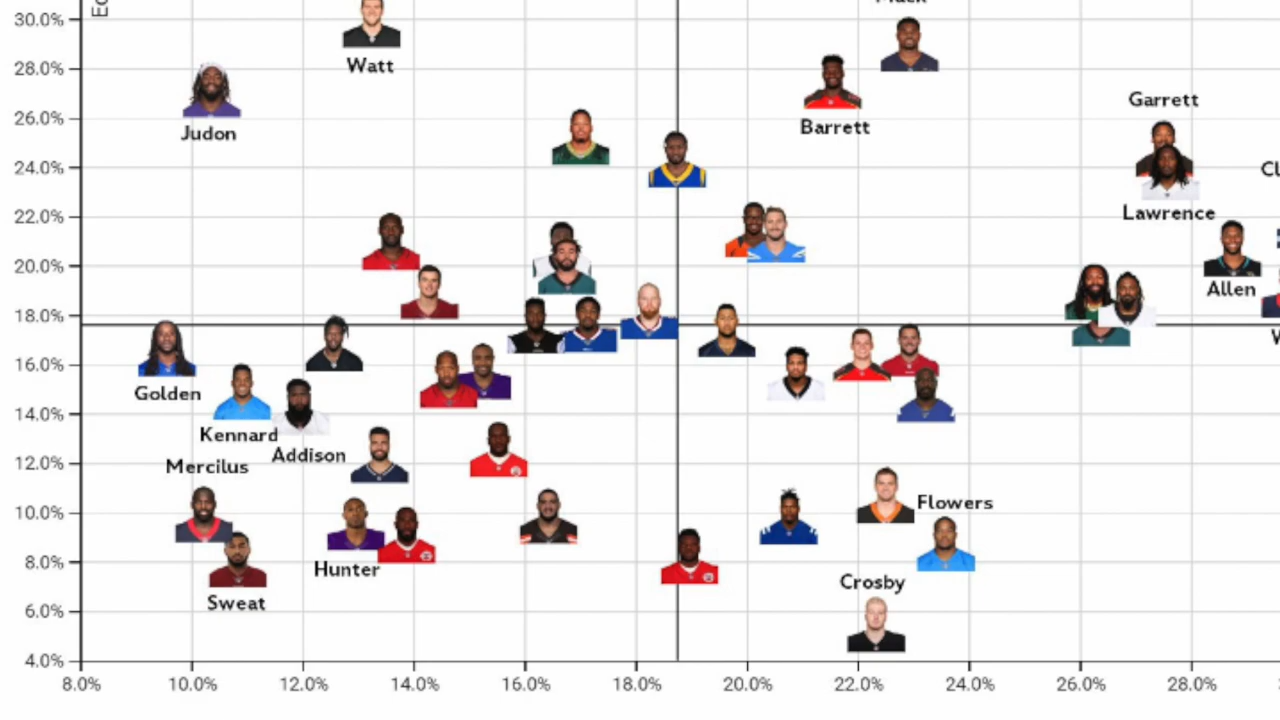 30.0%
Watt
28.0%
Garrett
26.0%
Barrett
Judon
24.0%
22.0%
Lawrence
20.0%
Allen
18.0%
16.0%
Golden
14.0%
Kennard
Addison
12.0%
Mercilus
10.0%
Flowers
8.0%
Hunter
Crosby
Sweat
6.0%
4.0%
8.0% 10.0% 12.0% 14.0% 16.0% 18.0% 20.0% 22.0% 24.0% 26.0% 28.0%